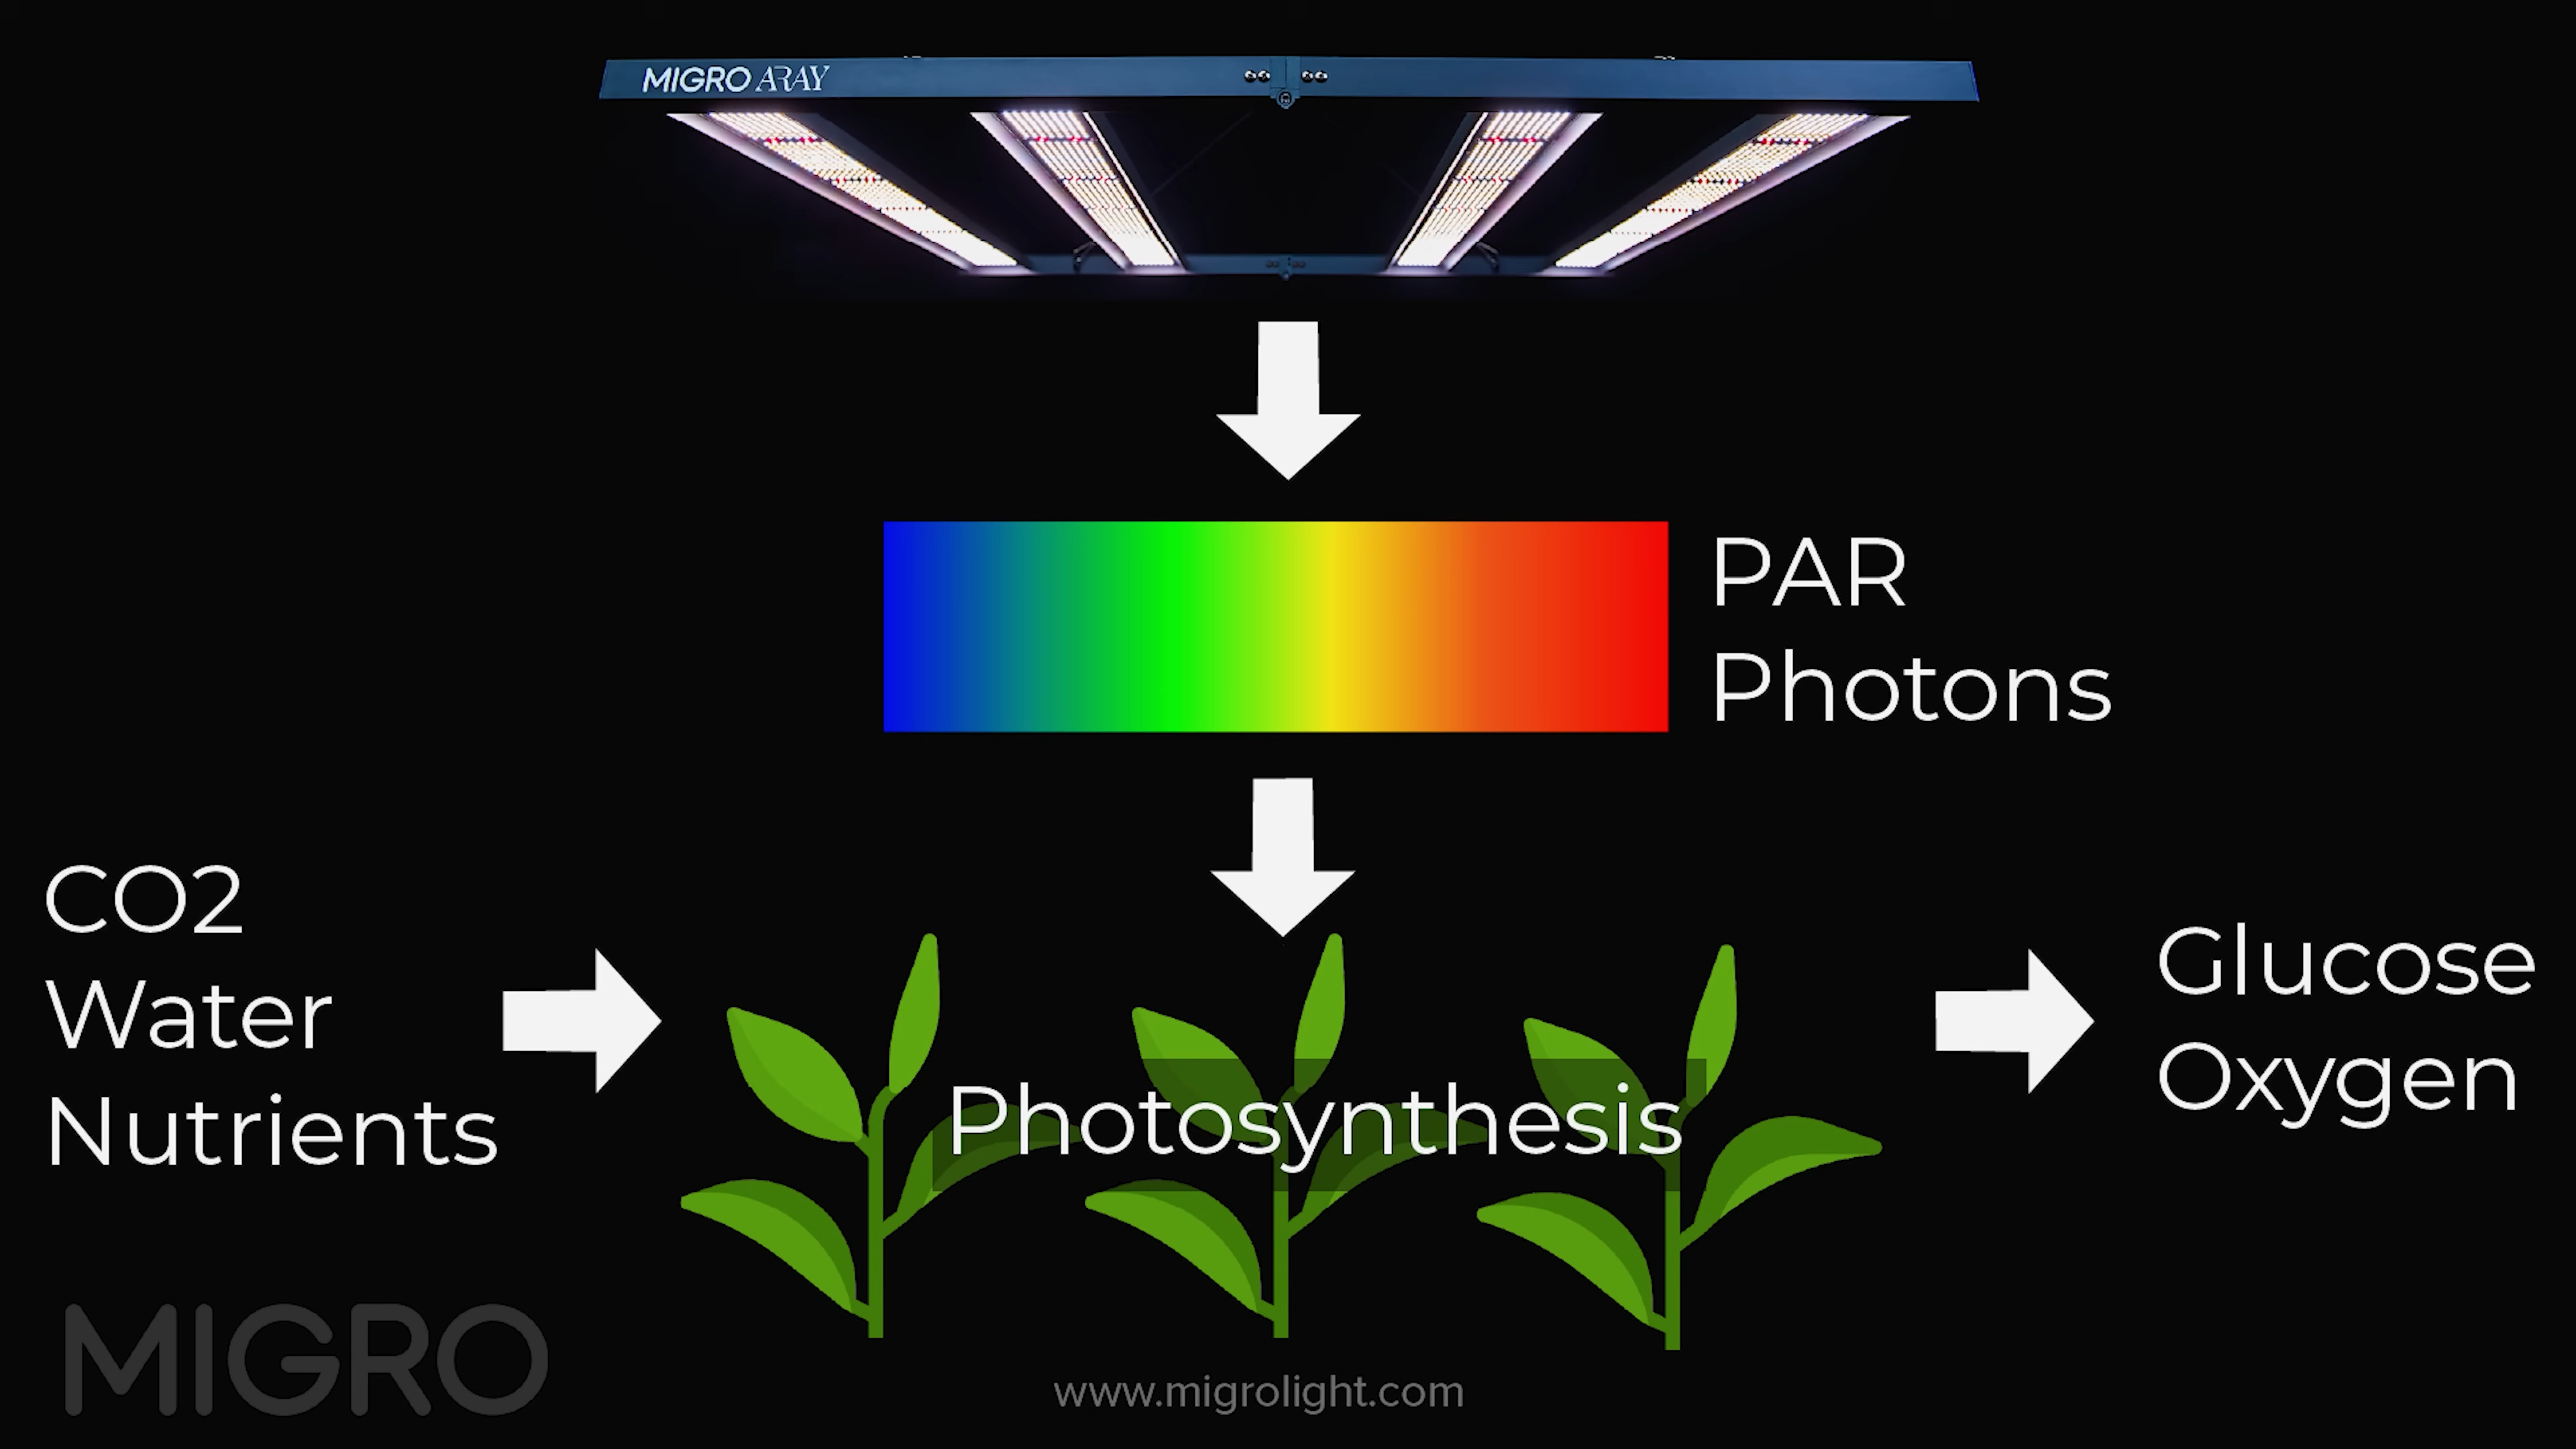 MIGRO ARAY
PAR
Photons
CO2
Water
Nutrients
Photosynthesis
Glucose
Oxygen
MIGRO
www.migrolight.com